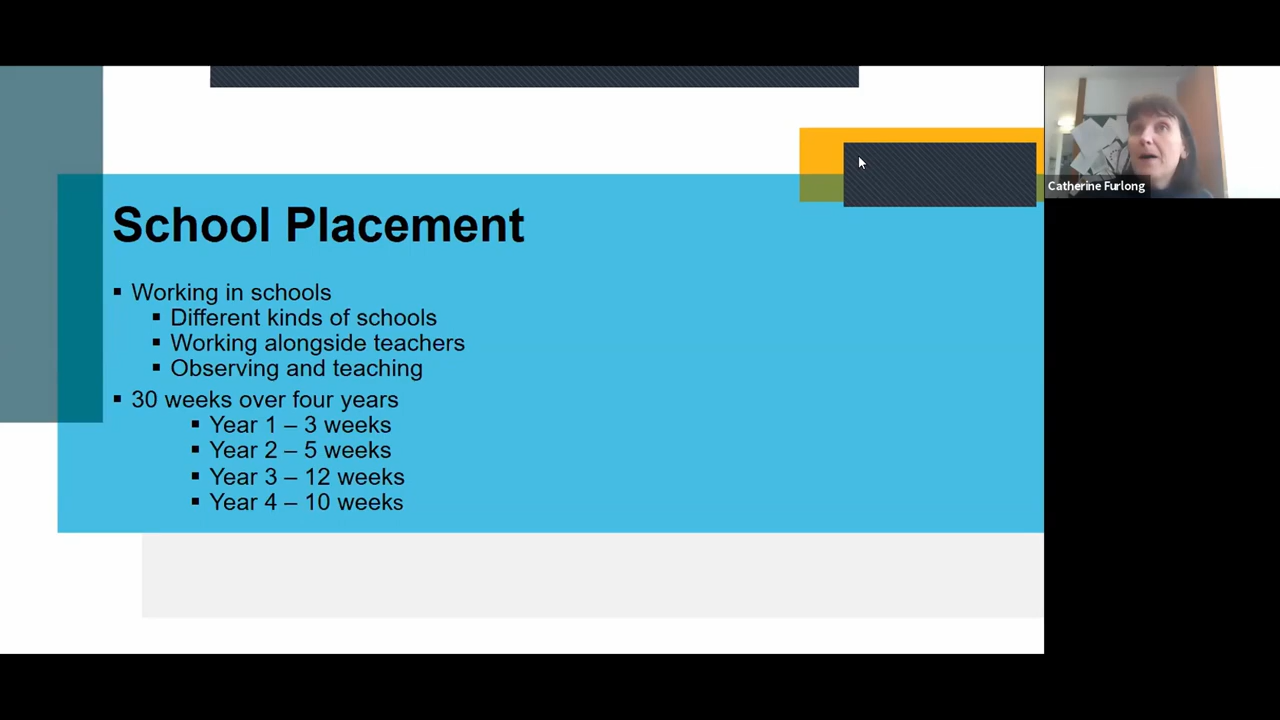 School Placement
▪ Working in schools
▪ Different kinds of schools
▪ Working alongside teachers
▪ Observing and teaching
▪ 30 weeks over four years
▪ Year 1 – 3 weeks
▪ Year 2 – 5 weeks
▪ Year 3 – 12 weeks
▪ Year 4 – 10 weeks
Catherine Furlong